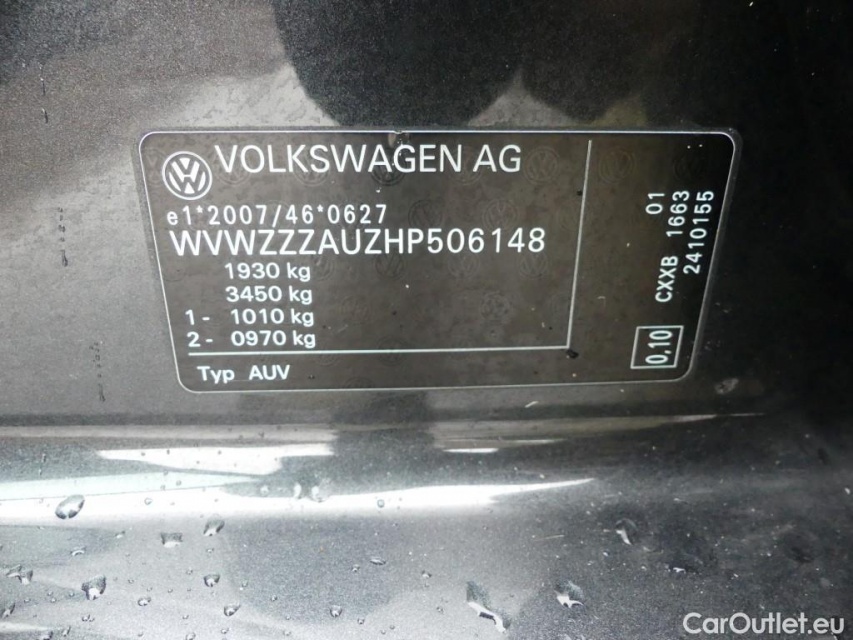 VOLKSWAGEN AG
e1*2007/46*0627
WVWZZZAUZHP506148
1930 kg
3450 kg
1 - 1010 kg
2 - 0970 kg
Typ AUV
01
CXXB 1663
2410155
0,10
CarOutlet.eu